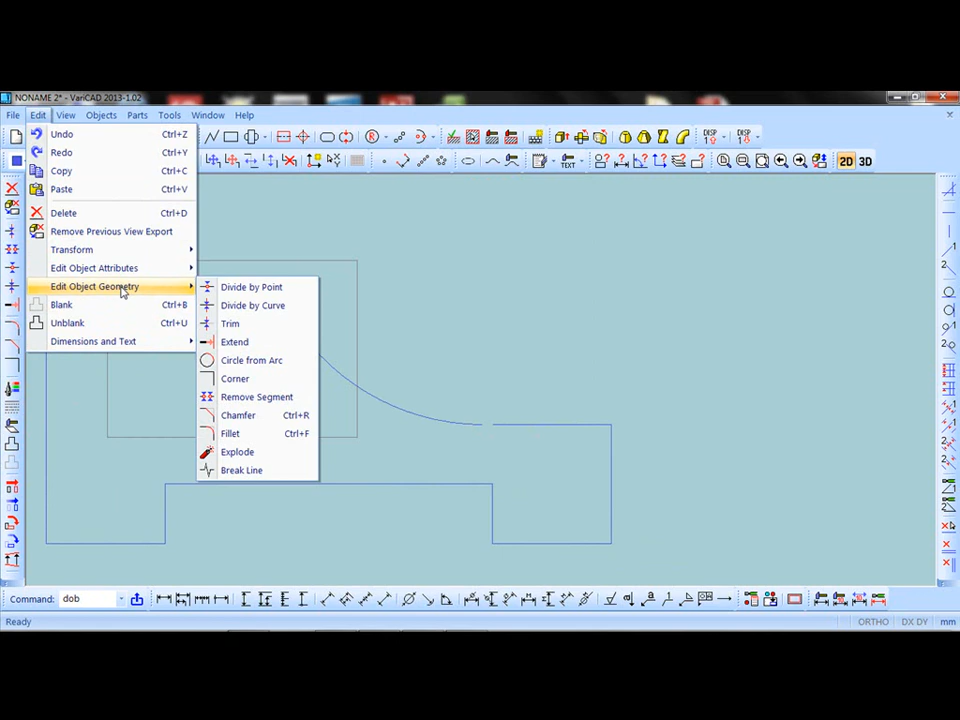 NONAME 2* - VariCAD 2013-1.02
File Edit View Objects Parts Tools Window Help
DISP DISP
TEXT 2D 3D
Undo Ctrl+Z
Redo Ctrl+Y
Copy Ctrl+C
Paste Ctrl+V
Delete Ctrl+D
Remove Previous View Export
Transform
Edit Object Attributes
Edit Object Geometry
Blank Ctrl+B
Unblank Ctrl+U
Dimensions and Text
Divide by Point
Divide by Curve
Trim
Extend
Circle from Arc
Corner
Remove Segment
Chamfer Ctrl+R
Fillet Ctrl+F
Explode
Break Line
Command: dob
Ready ORTHO DX DY mm